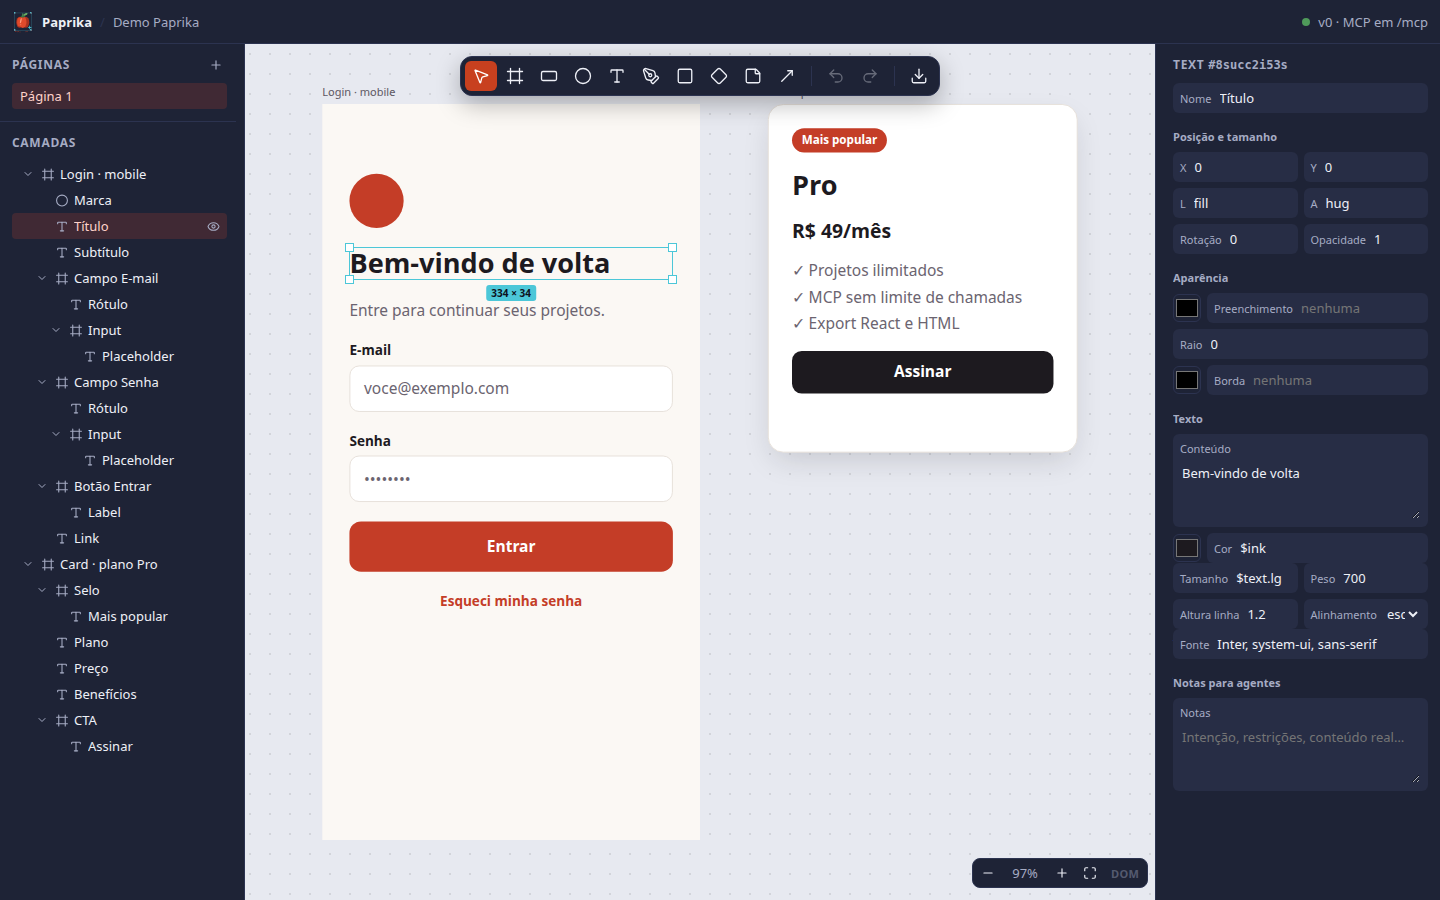 Paprika / Demo Paprika
v0 · MCP em /mcp
PÁGINAS
Página 1
CAMADAS
Login · mobile
Marca
Título
Subtítulo
Campo E-mail
Rótulo
Input
Placeholder
Campo Senha
Rótulo
Input
Placeholder
Botão Entrar
Label
Link
Card · plano Pro
Selo
Mais popular
Plano
Preço
Benefícios
CTA
Assinar
Login · mobile
Bem-vindo de volta
334 × 34
Entre para continuar seus projetos.
E-mail
voce@exemplo.com
Senha
••••••••
Entrar
Esqueci minha senha
Mais popular
Pro
R$ 49/mês
✓ Projetos ilimitados
✓ MCP sem limite de chamadas
✓ Export React e HTML
Assinar
97%
DOM
TEXT #8succ2i53s
Nome Título
Posição e tamanho
X 0 Y 0
L fill A hug
Rotação 0 Opacidade 1
Aparência
Preenchimento nenhuma
Raio 0
Borda nenhuma
Texto
Conteúdo
Bem-vindo de volta
Cor $ink
Tamanho $text.lg Peso 700
Altura linha 1.2 Alinhamento esc
Fonte Inter, system-ui, sans-serif
Notas para agentes
Notas
Intenção, restrições, conteúdo real...